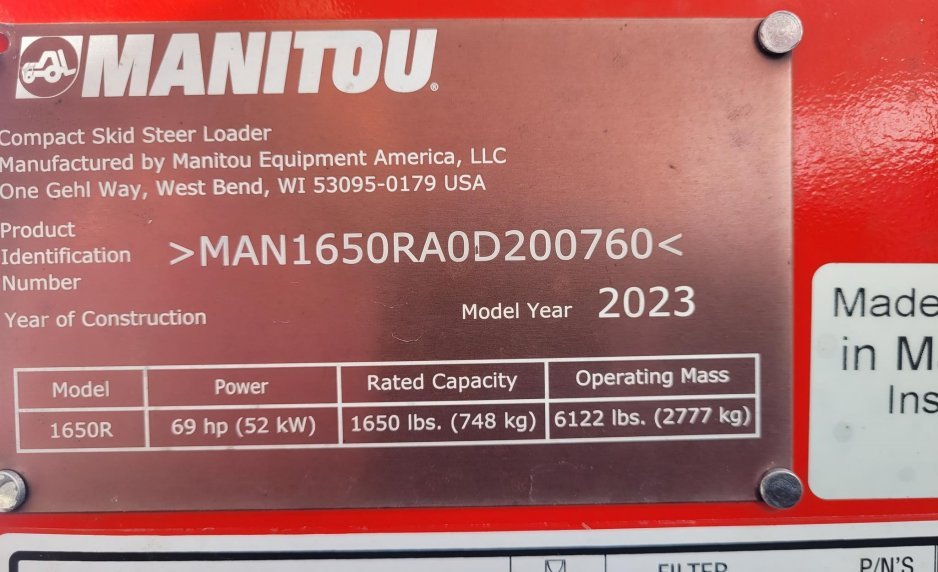 MANITOU®
Compact Skid Steer Loader
Manufactured by Manitou Equipment America, LLC
One Gehl Way, West Bend, WI 53095-0179 USA
Product
Identification
Number
>MAN1650RA0D200760<
Year of Construction
Model Year 2023
Model Power Rated Capacity Operating Mass
1650R 69 hp (52 kW) 1650 lbs. (748 kg) 6122 lbs. (2777 kg)
Made
in M
Ins
FILTER P/N'S